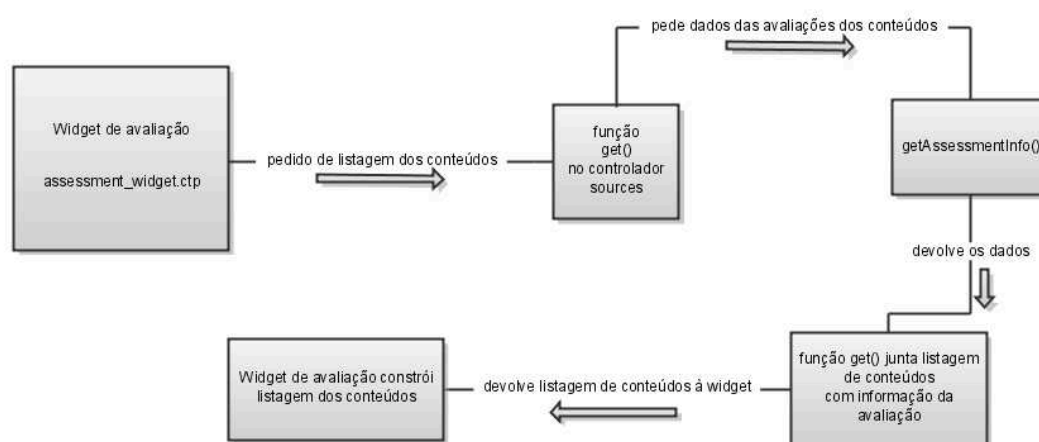 pede dados das avaliações dos conteúdos
Widget de avaliação
assessment_widget.ctp
pedido de listagem dos conteúdos
função
get()
no controlador
sources
getAssessmentInfo()
devolve os dados
função get() junta listagem
de conteúdos
com informação da
avaliação
devolve listagem de conteúdos à widget
Widget de avaliação constrói
listagem dos conteúdos